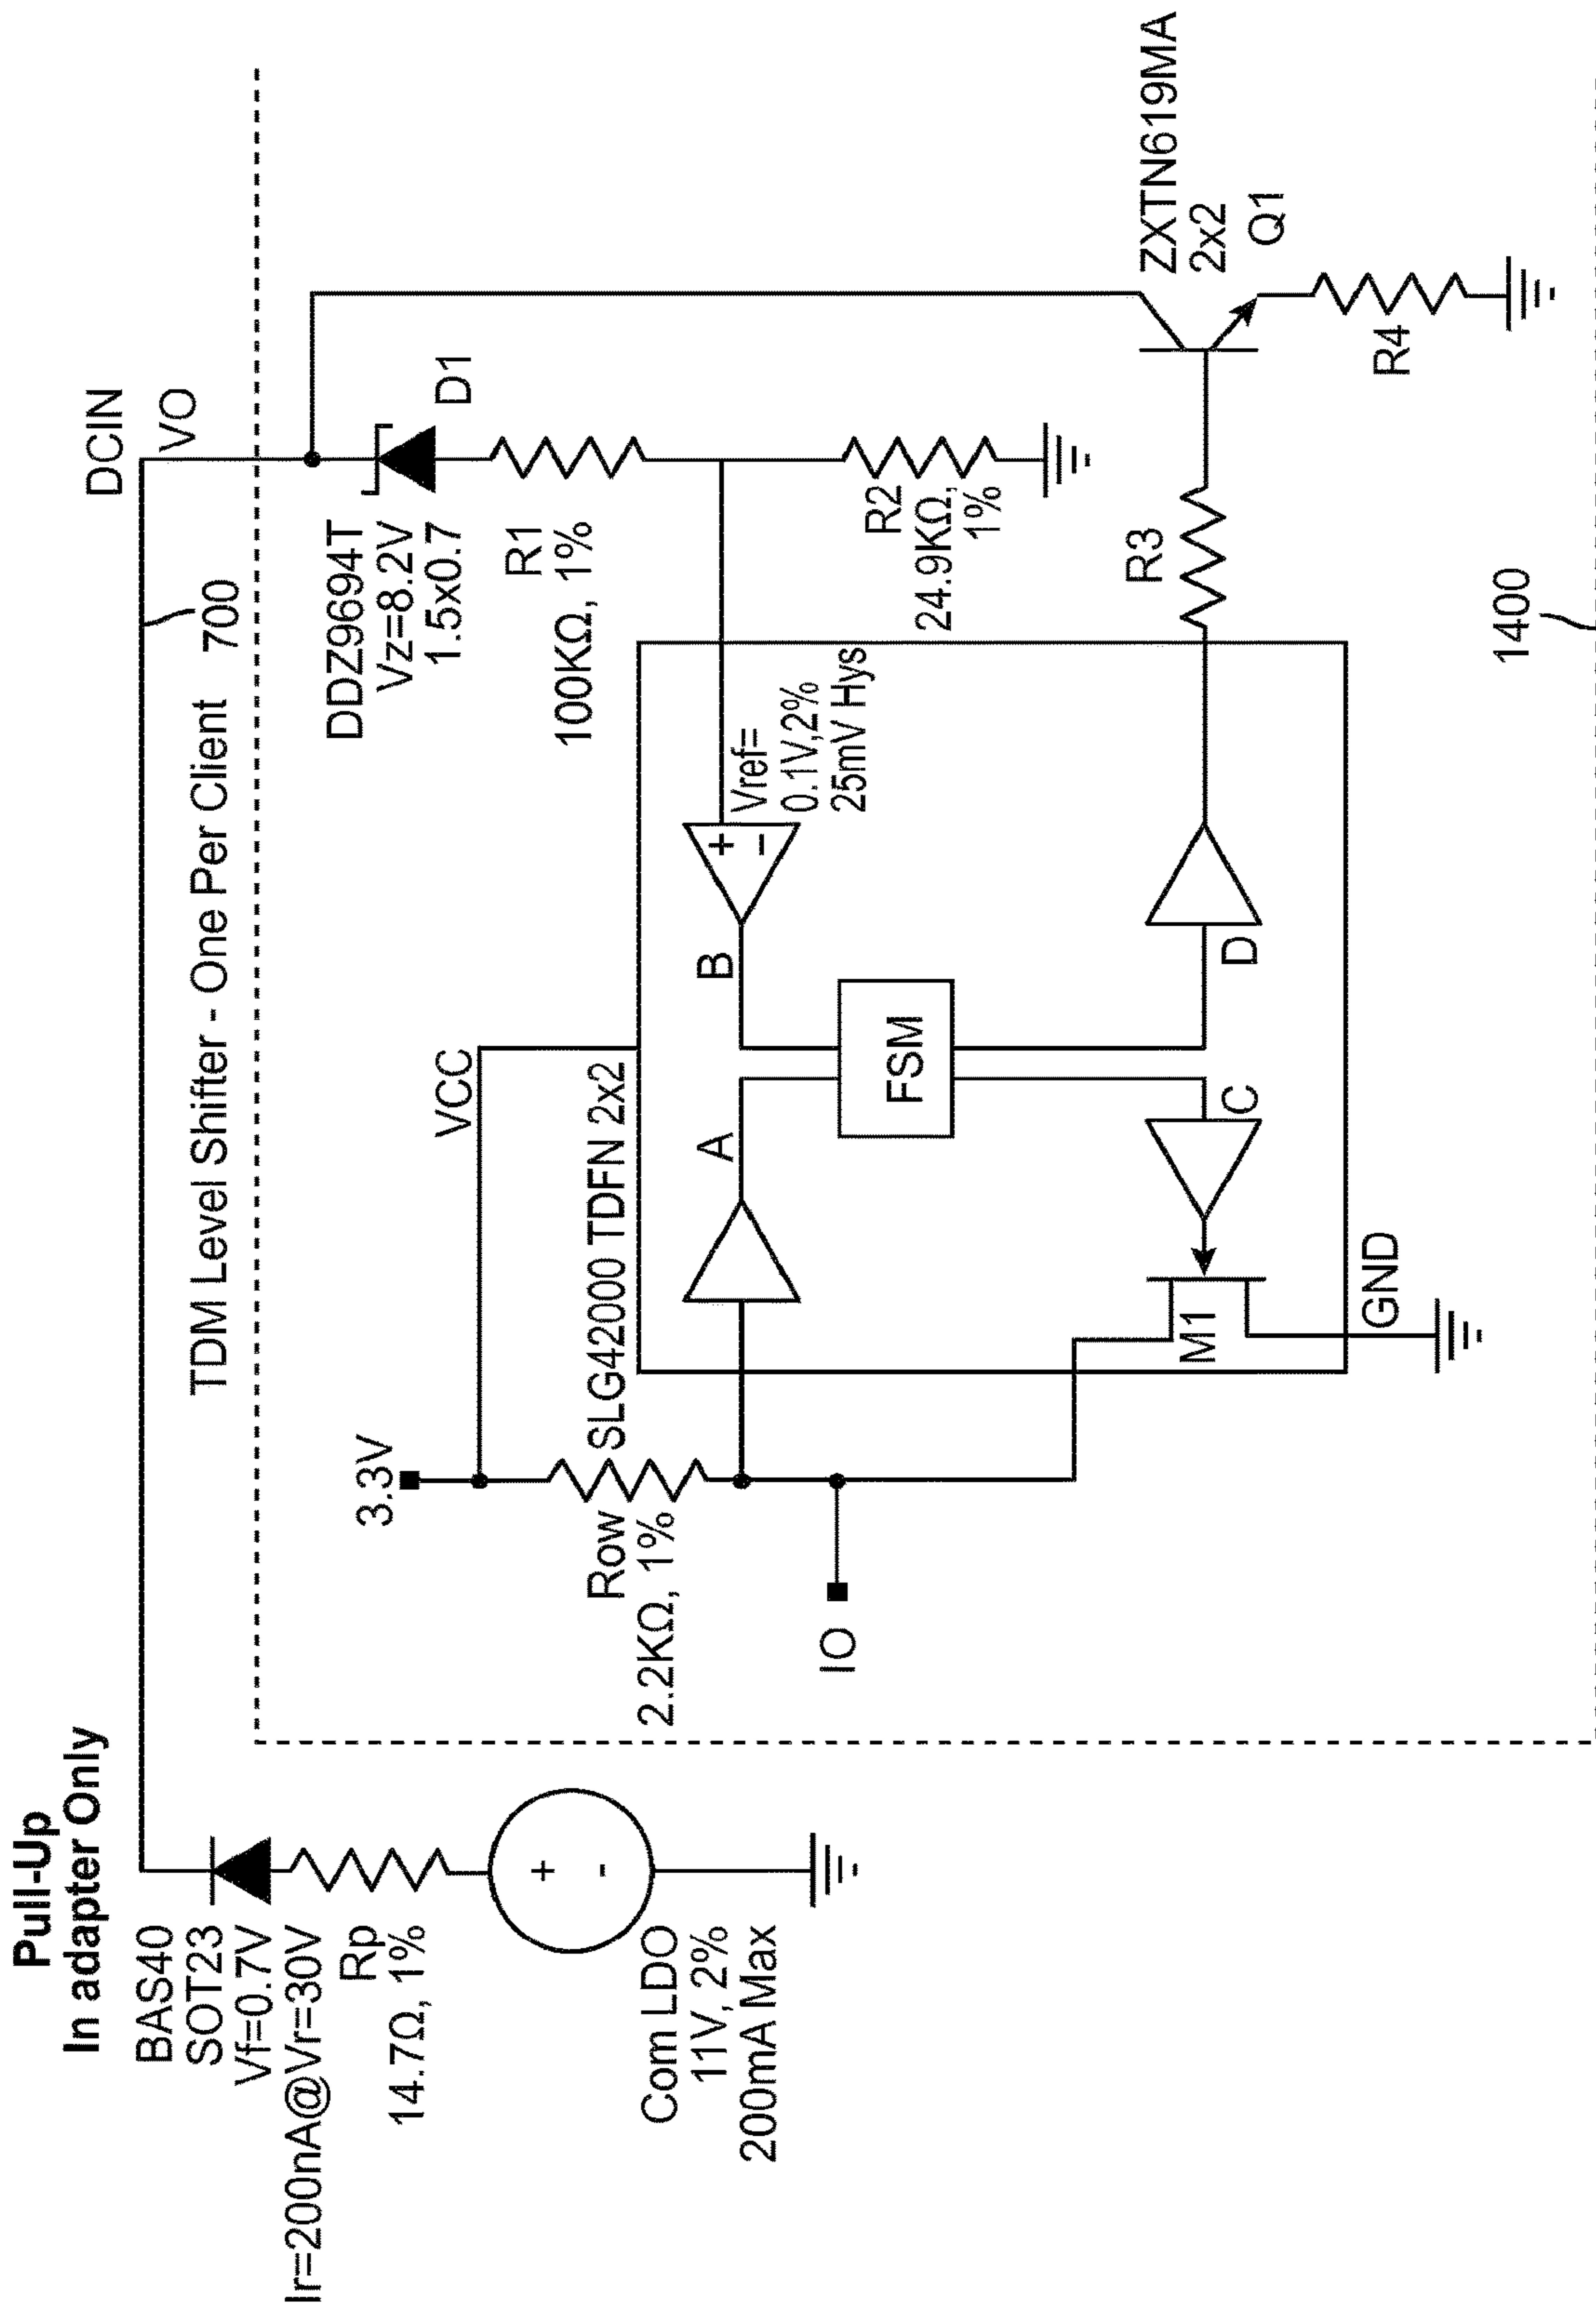 Pull-Up
In adapter Only
BAS40
SOT23
Vf=0.7V
Ir=200nA@Vr=30V
Rp
14.7Ω, 1%
Com LDO
11V, 2%
200mA Max
DCIN
VO
700
TDM Level Shifter - One Per Client
3.3V
VCC
Row
2.2KΩ, 1%
IO
SLG42000 TDFN 2x2
A
B
FSM
C
D
M1
GND
+
-
+
-
Vref=
0.1V,2%
25mV Hys
DDZ9694T
Vz=8.2V
1.5x0.7
D1
R1
100KΩ, 1%
R2
24.9KΩ,
1%
R3
ZXTN619MA
2x2
Q1
R4
1400